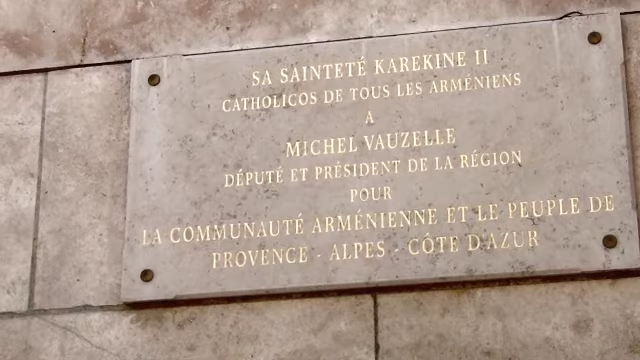 SA SAINTETÉ KAREKINE II
CATHOLICOS DE TOUS LES ARMÉNIENS
A
MICHEL VAUZELLE
DÉPUTÉ ET PRÉSIDENT DE LA RÉGION
POUR
LA COMMUNAUTÉ ARMÉNIENNE ET LE PEUPLE DE
PROVENCE - ALPES - CÔTE D'AZUR